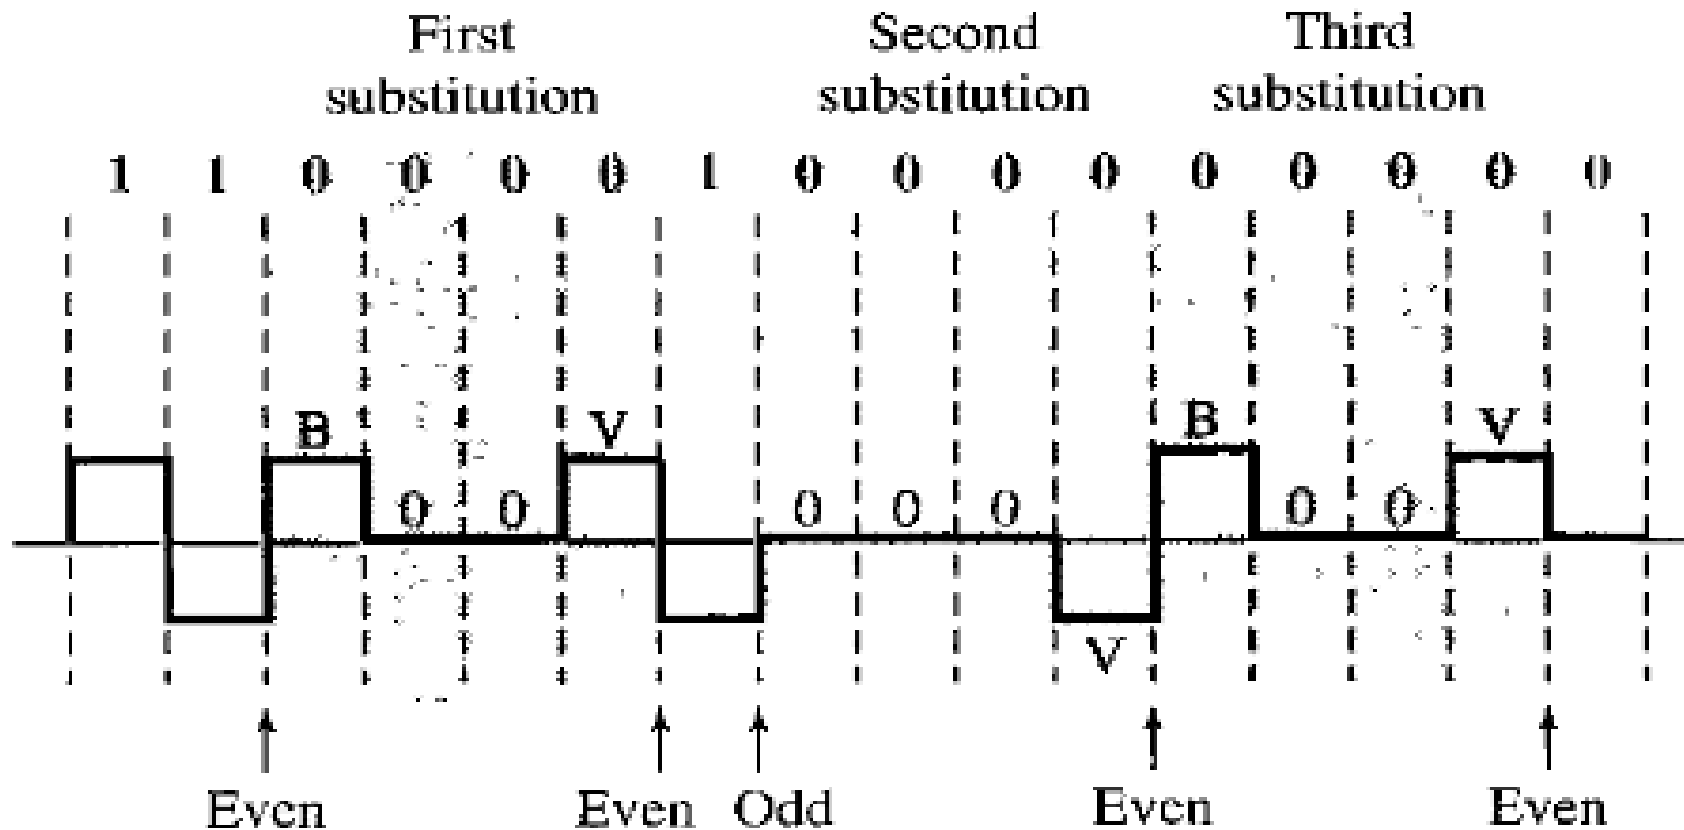 First Second Third
substitution substitution substitution
1 1 0 0 0 0 1 0 0 0 0 0 0 0 0 0
B V B V
0 0 0 0 0 0 0
V
Even Even Odd Even Even